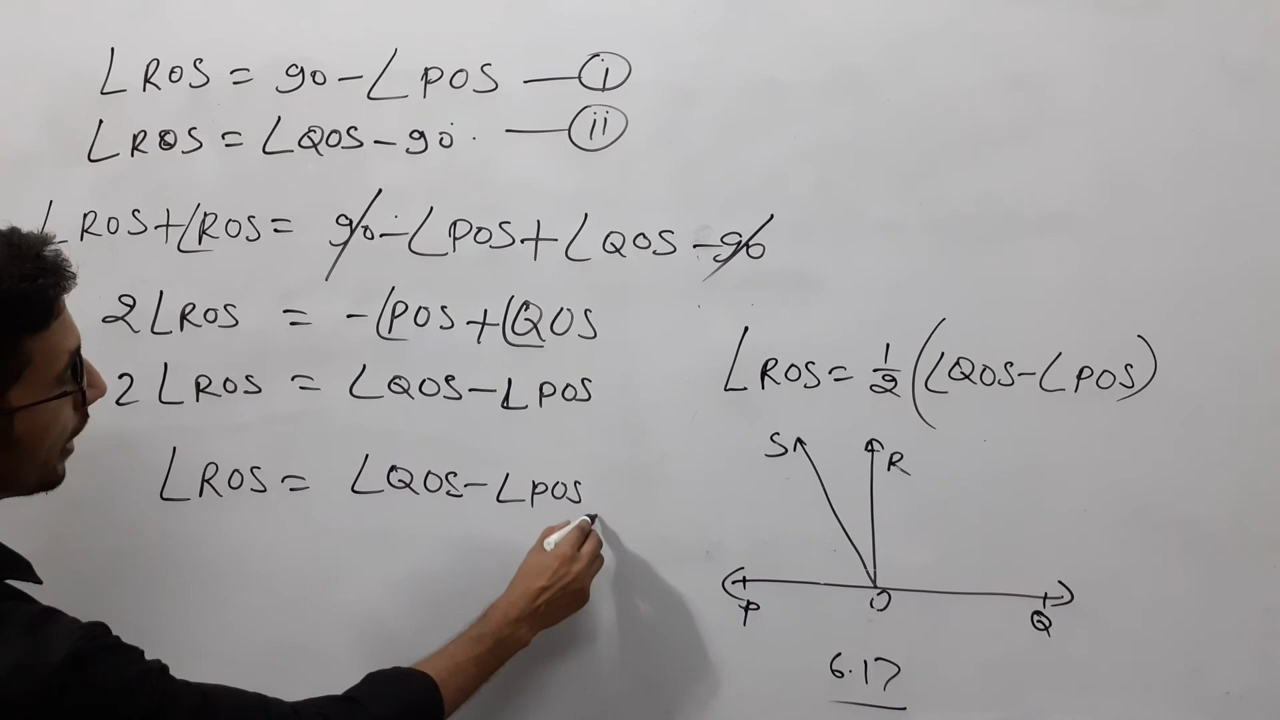 ∠ROS = 90 - ∠POS — (i)
∠ROS = ∠QOS - 90° — (ii)
∠ROS + ∠ROS = 90 - ∠POS + ∠QOS - 90
2∠ROS = -∠POS + ∠QOS
2∠ROS = ∠QOS - ∠POS
∠ROS = ∠QOS - ∠POS
∠ROS = 1/2 (∠QOS - ∠POS)
S
R
P
O
Q
6.17